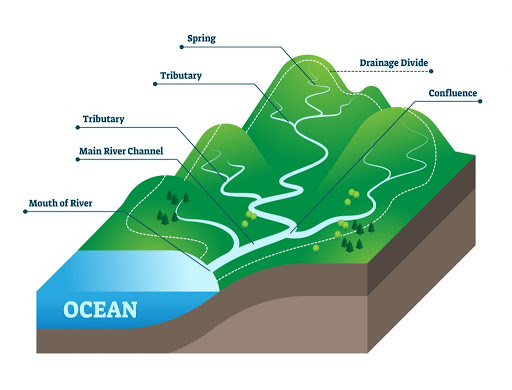 Spring
Drainage Divide
Tributary
Confluence
Tributary
Main River Channel
Mouth of River
OCEAN